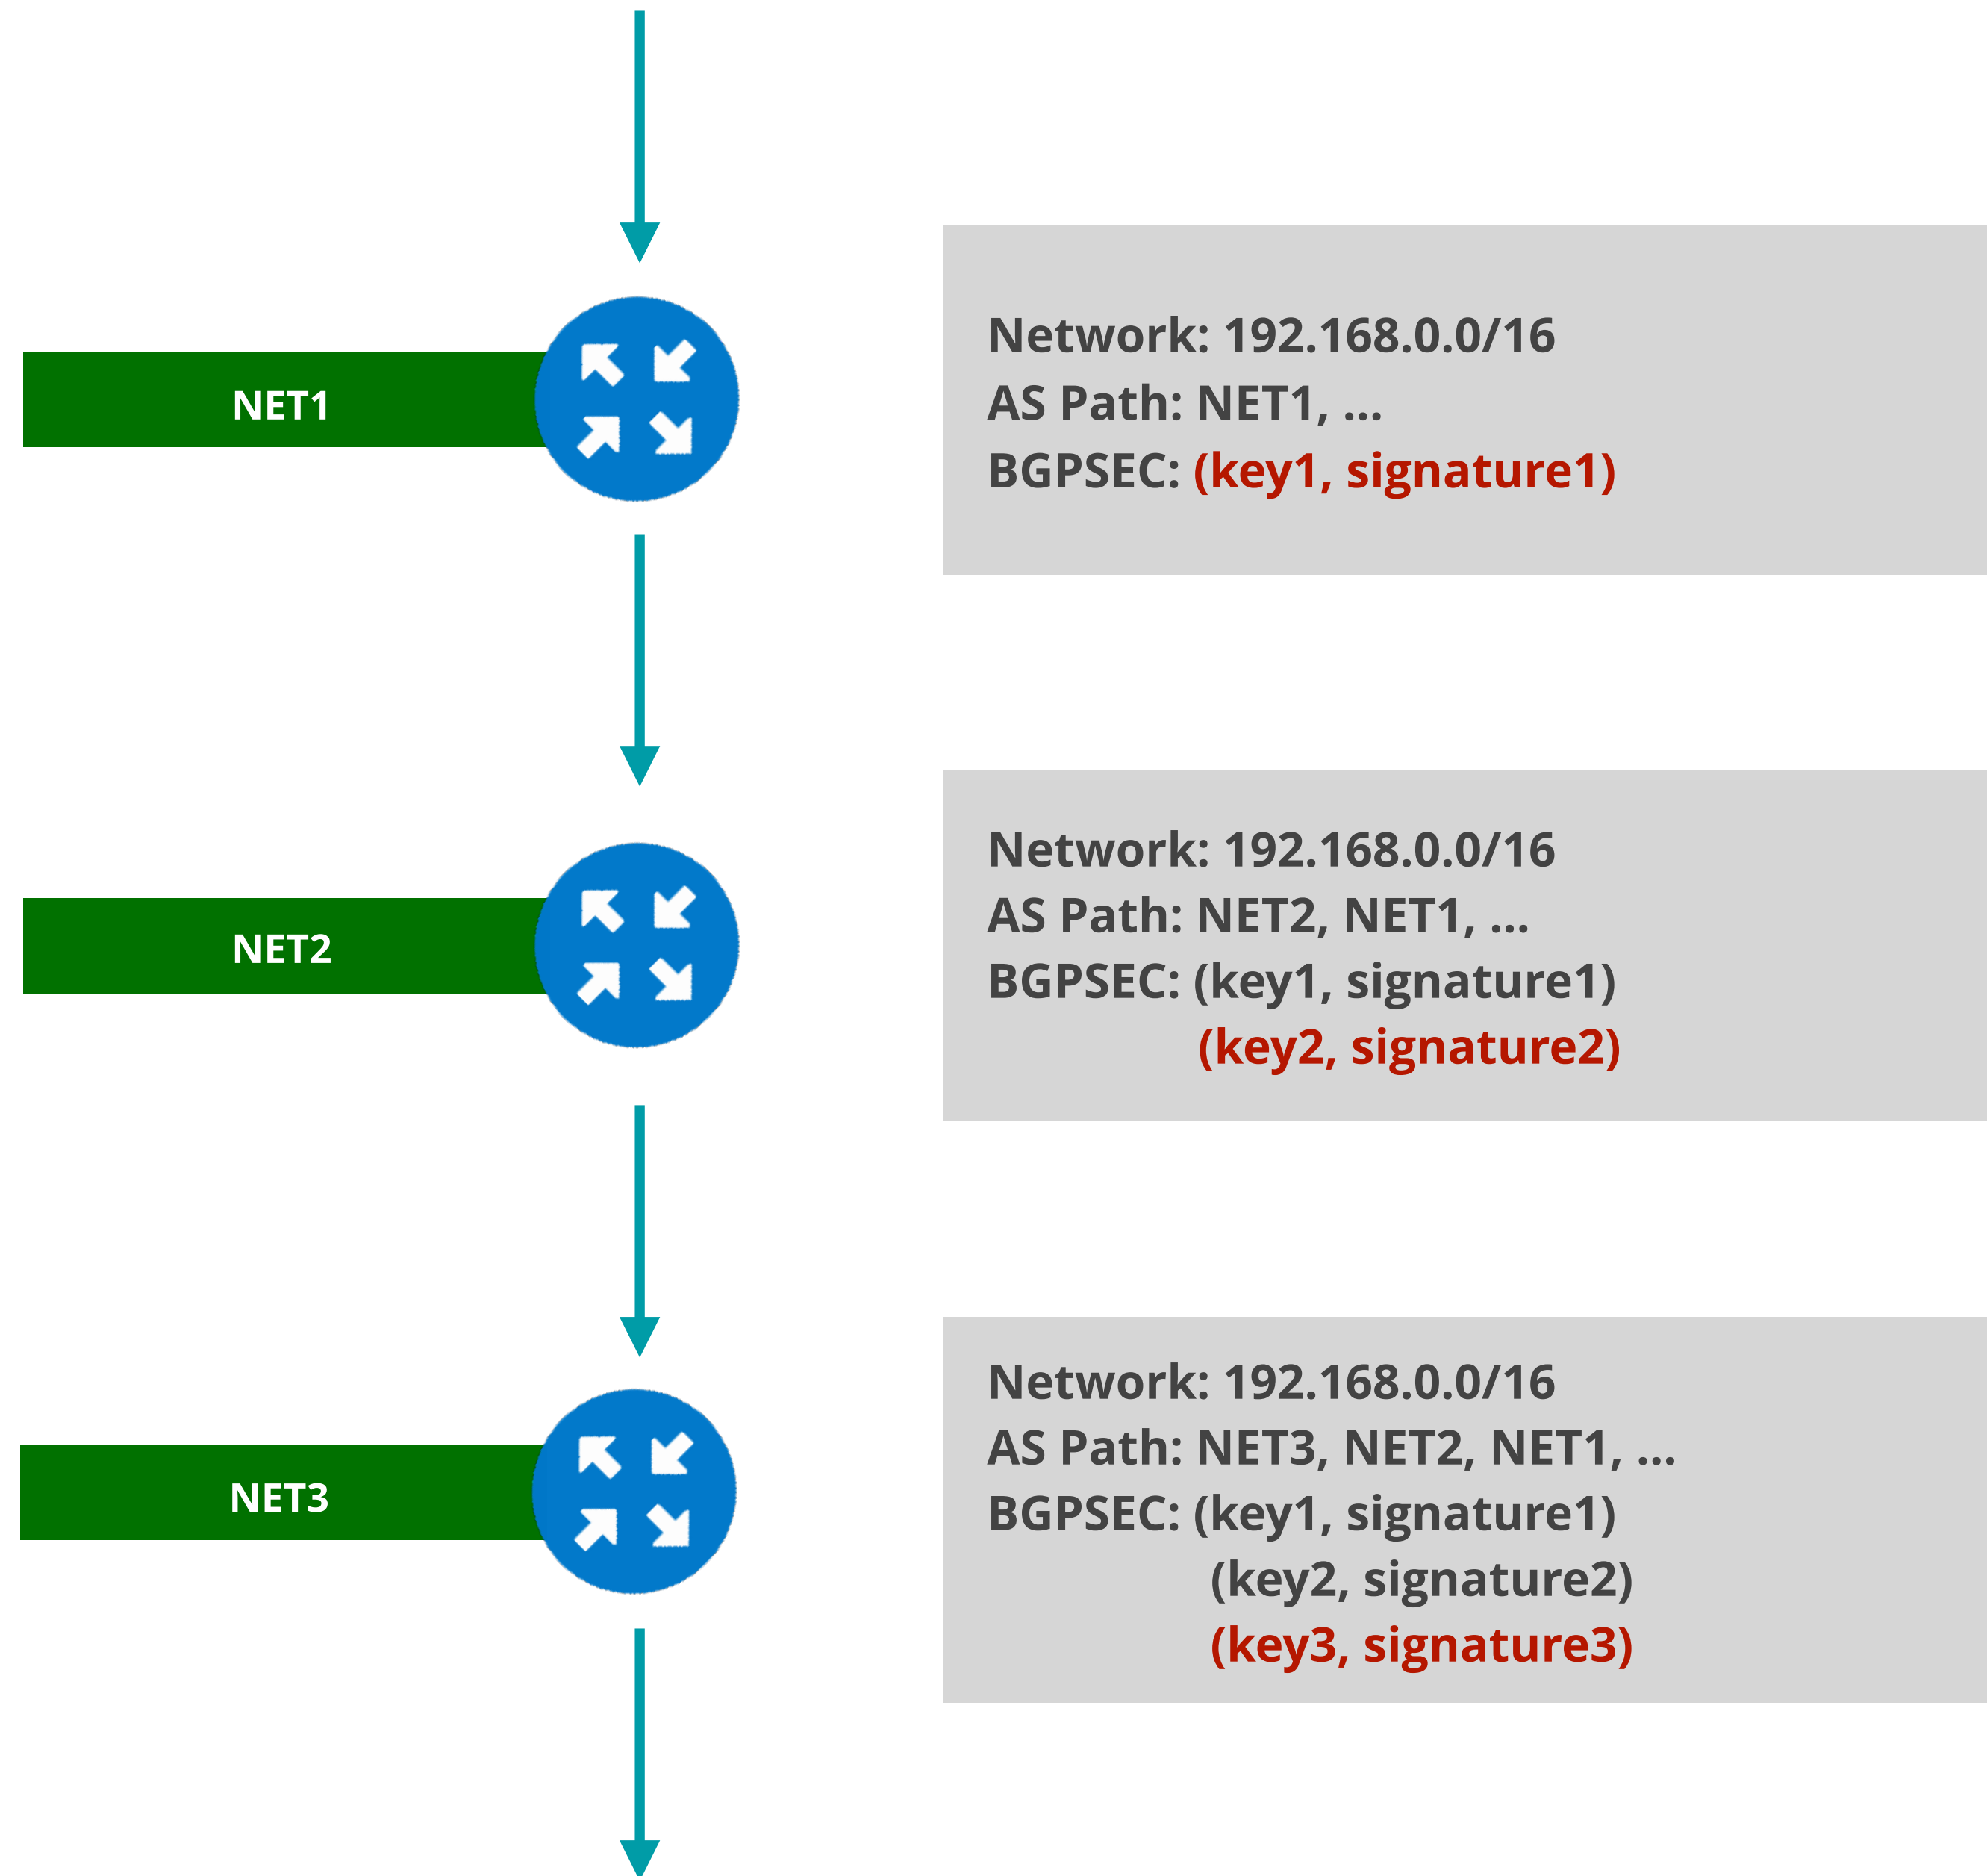 NET1
Network: 192.168.0.0/16
AS Path: NET1, ...
BGPSEC: (key1, signature1)
NET2
Network: 192.168.0.0/16
AS Path: NET2, NET1, ...
BGPSEC: (key1, signature1)
(key2, signature2)
NET3
Network: 192.168.0.0/16
AS Path: NET3, NET2, NET1, ...
BGPSEC: (key1, signature1)
(key2, signature2)
(key3, signature3)